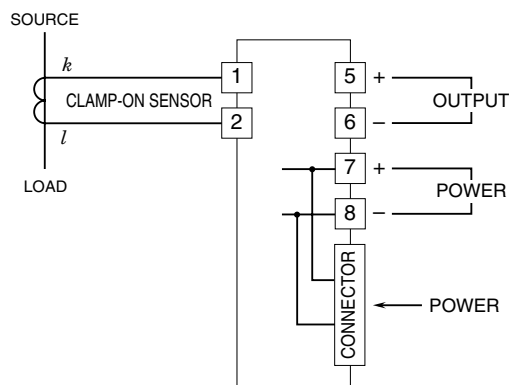 SOURCE
k
CLAMP-ON SENSOR
l
LOAD
1
2
5 +
OUTPUT
6 −
7 +
POWER
8 −
CONNECTOR
POWER